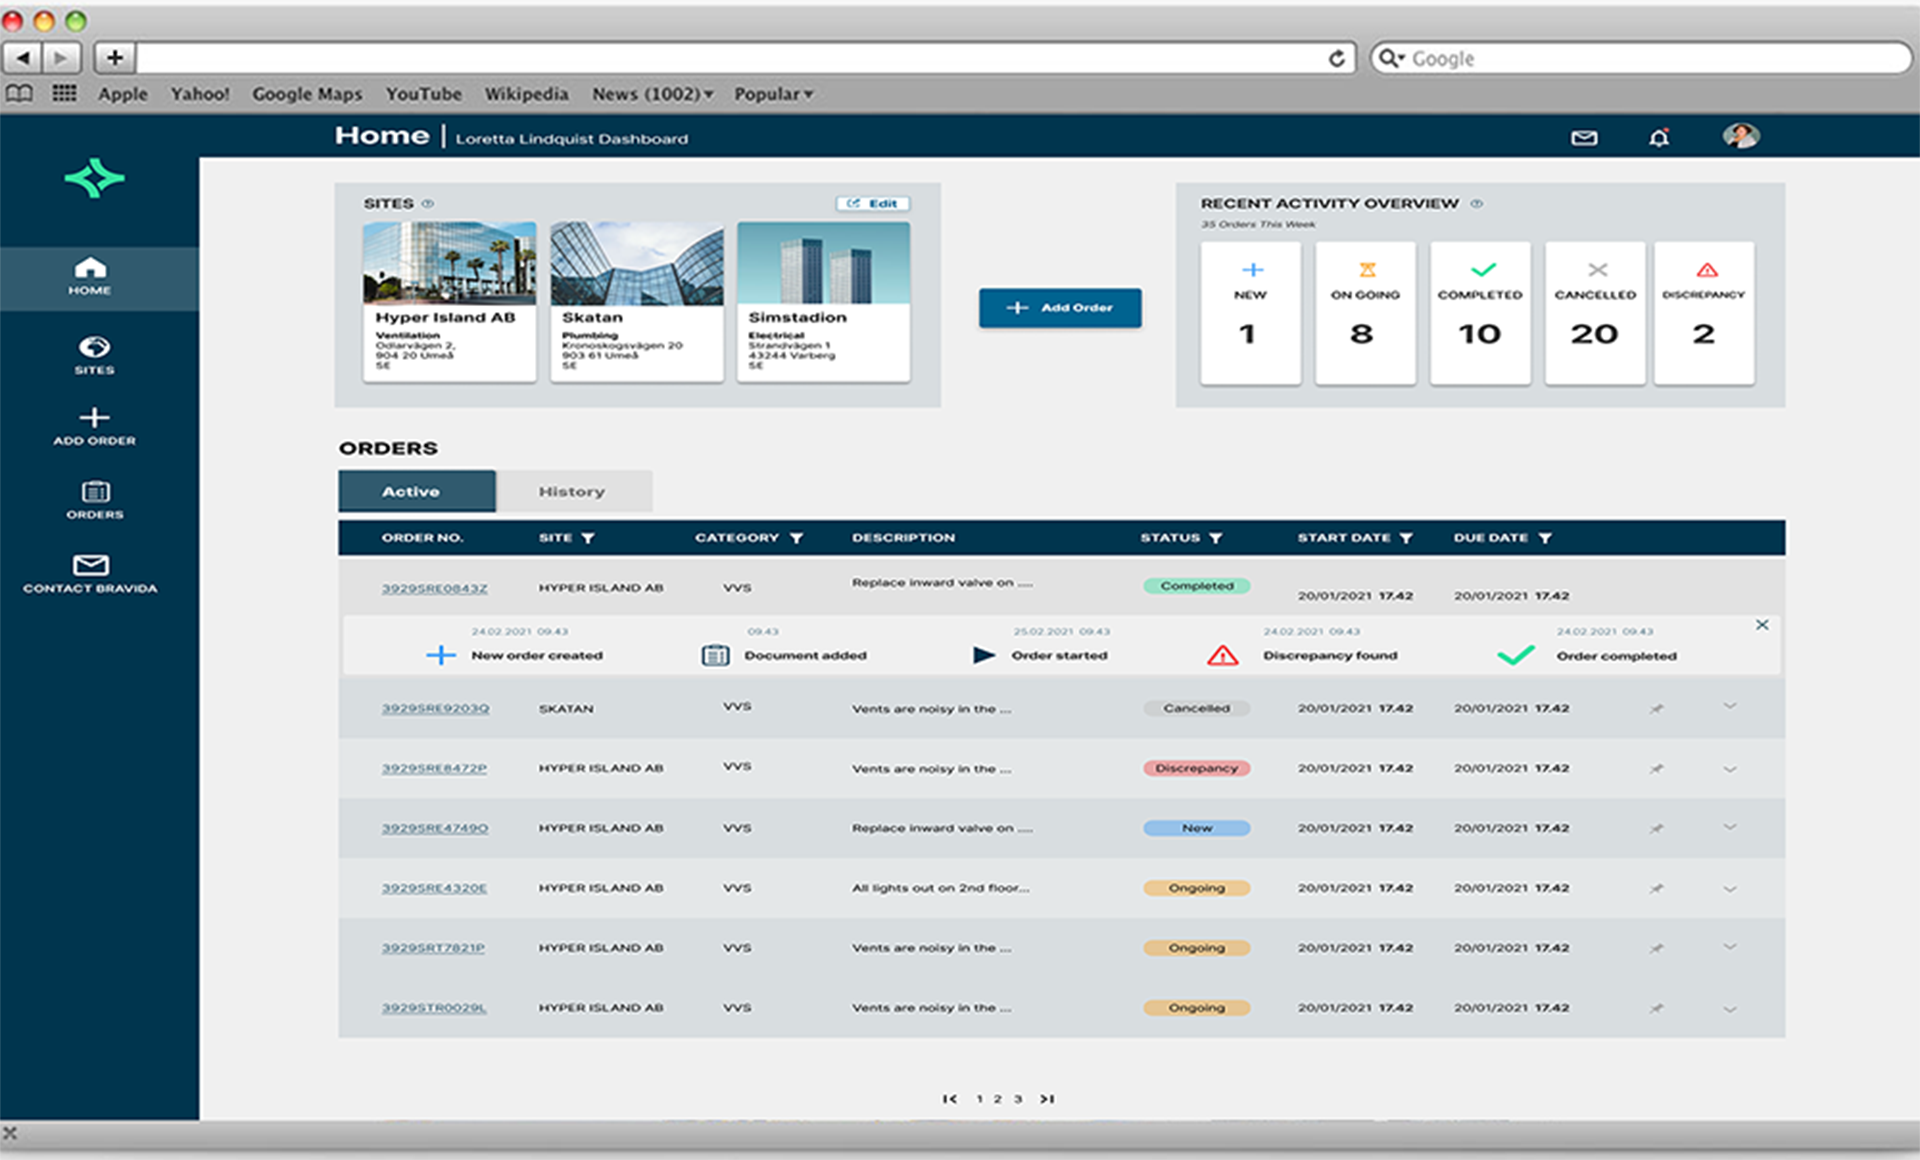 Google
Apple Yahoo! Google Maps YouTube Wikipedia News (1002) Popular
Home | Loretta Lindquist Dashboard
HOME
SITES
ADD ORDER
ORDERS
CONTACT BRAVIDA
SITES
Edit
Hyper Island AB
Ventilation
Odlarvägen 2,
904 20 Umeå
SE
Skatan
Plumbing
Kronoskogsvägen 20
903 61 Umeå
SE
Simstadion
Electrical
Strandvägen 1
43244 Varberg
SE
Add Order
RECENT ACTIVITY OVERVIEW
35 Orders This Week
NEW
1
ON GOING
8
COMPLETED
10
CANCELLED
20
DISCREPANCY
2
ORDERS
Active History
ORDER NO. SITE CATEGORY DESCRIPTION STATUS START DATE DUE DATE
3929SRE0843Z HYPER ISLAND AB VVS Replace inward valve on .... Completed 20/01/2021 17.42 20/01/2021 17.42
24.02.2021 09.43 09.43 25.02.2021 09.43 24.02.2021 09.43 24.02.2021 09.43
New order created Document added Order started Discrepancy found Order completed
3929SRE9203Q SKATAN VVS Vents are noisy in the ... Cancelled 20/01/2021 17.42 20/01/2021 17.42
3929SRE8472P HYPER ISLAND AB VVS Vents are noisy in the ... Discrepancy 20/01/2021 17.42 20/01/2021 17.42
3929SRE4749O HYPER ISLAND AB VVS Replace inward valve on .... New 20/01/2021 17.42 20/01/2021 17.42
3929SRE4320E HYPER ISLAND AB VVS All lights out on 2nd floor... Ongoing 20/01/2021 17.42 20/01/2021 17.42
3929SRT7821P HYPER ISLAND AB VVS Vents are noisy in the ... Ongoing 20/01/2021 17.42 20/01/2021 17.42
3929STR0029L HYPER ISLAND AB VVS Vents are noisy in the ... Ongoing 20/01/2021 17.42 20/01/2021 17.42
1 2 3